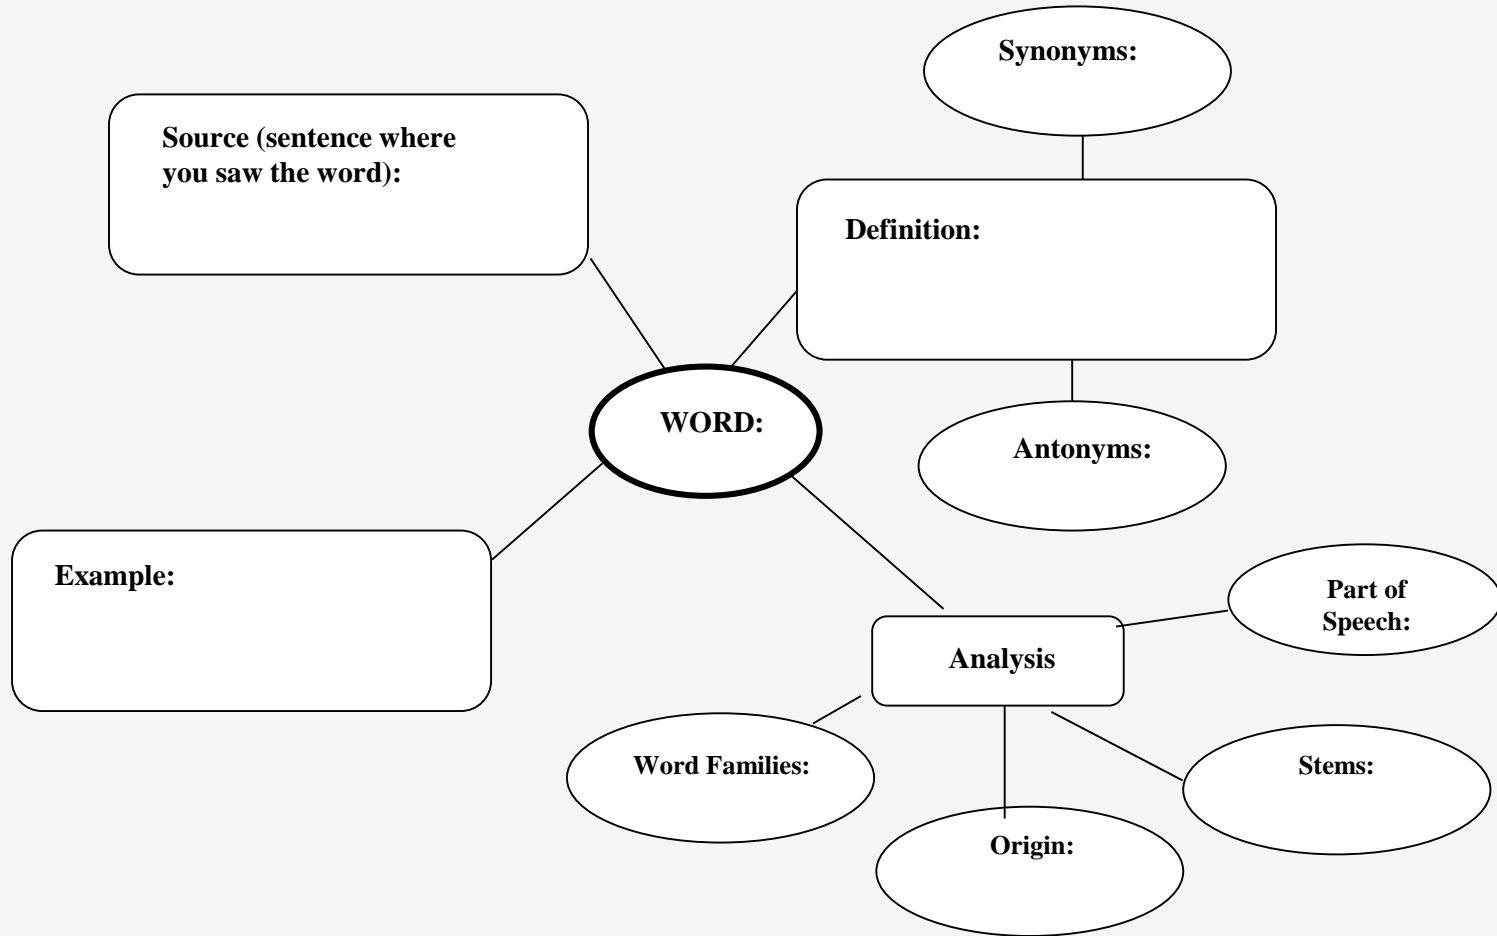 Synonyms:
Source (sentence where
you saw the word):
Definition:
WORD:
Antonyms:
Example:
Part of
Speech:
Analysis
Word Families:
Stems:
Origin: